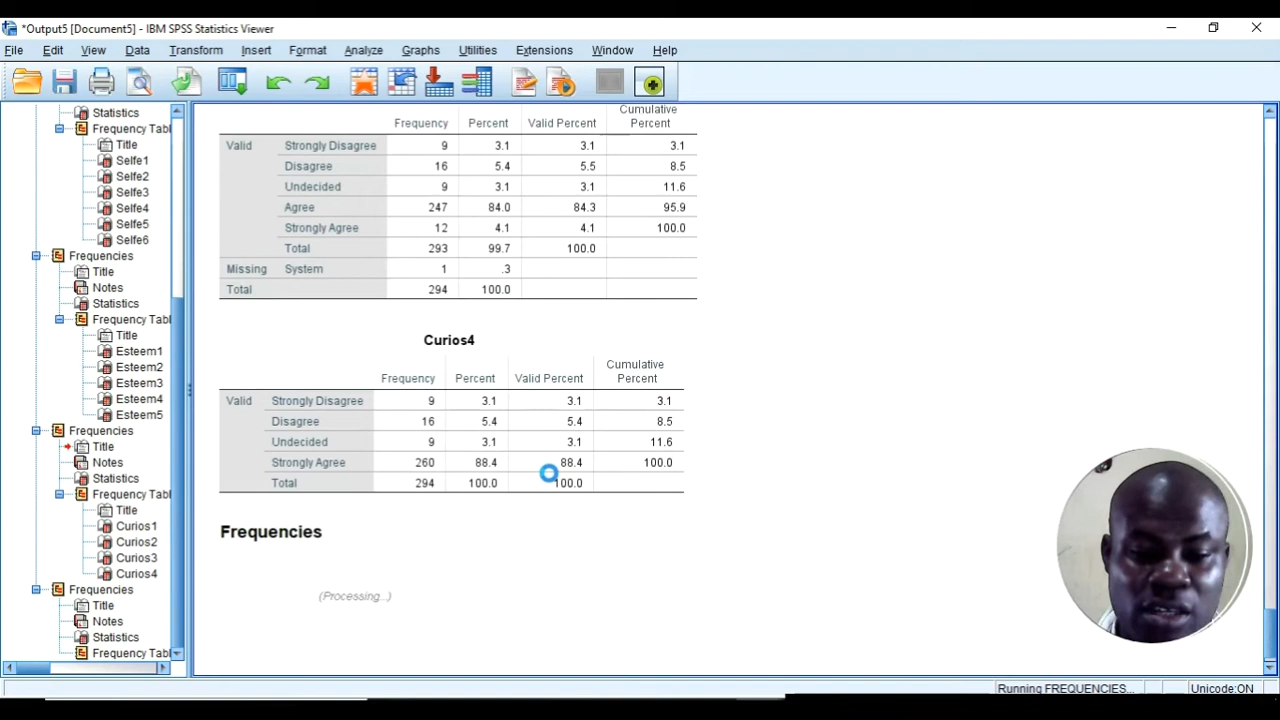 *Output5 [Document5] - IBM SPSS Statistics Viewer
File Edit View Data Transform Insert Format Analyze Graphs Utilities Extensions Window Help
Statistics
Frequency Tabl
Title
Selfe1
Selfe2
Selfe3
Selfe4
Selfe5
Selfe6
Frequencies
Title
Notes
Statistics
Frequency Tabl
Title
Esteem1
Esteem2
Esteem3
Esteem4
Esteem5
Frequencies
Title
Notes
Statistics
Frequency Tabl
Title
Curios1
Curios2
Curios3
Curios4
Frequencies
Title
Notes
Statistics
Frequency Tabl
Frequency Percent Valid Percent Cumulative Percent
Valid Strongly Disagree 9 3.1 3.1 3.1
Disagree 16 5.4 5.5 8.5
Undecided 9 3.1 3.1 11.6
Agree 247 84.0 84.3 95.9
Strongly Agree 12 4.1 4.1 100.0
Total 293 99.7 100.0
Missing System 1 .3
Total 294 100.0
Curios4
Frequency Percent Valid Percent Cumulative Percent
Valid Strongly Disagree 9 3.1 3.1 3.1
Disagree 16 5.4 5.4 8.5
Undecided 9 3.1 3.1 11.6
Strongly Agree 260 88.4 88.4 100.0
Total 294 100.0 100.0
Frequencies
(Processing...)
Running FREQUENCIES... Unicode:ON